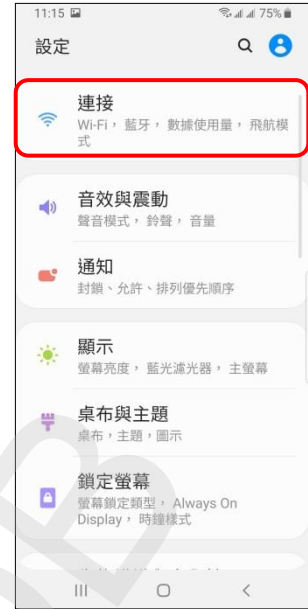 11:15 75%
設定
連接
Wi-Fi， 藍牙， 數據使用量， 飛航模
式
音效與震動
聲音模式， 鈴聲， 音量
通知
封鎖、允許、排列優先順序
顯示
螢幕亮度， 藍光濾光器， 主螢幕
桌布與主題
桌布，主題，圖示
鎖定螢幕
螢幕鎖定類型， Always On
Display， 時鐘樣式